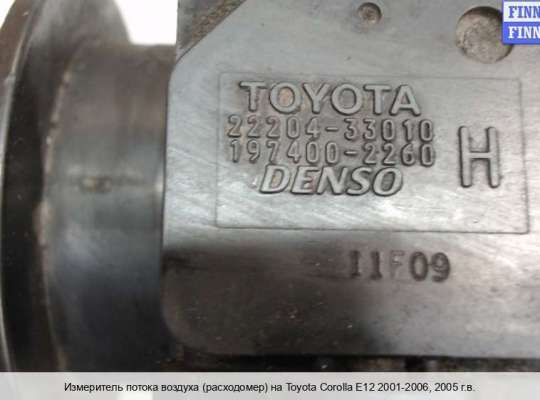 FINN
FINN
TOYOTA
22204-33010
197400-2260
H
DENSO
11F09
Измеритель потока воздуха (расходомер) на Toyota Corolla E12 2001-2006, 2005 г.в.